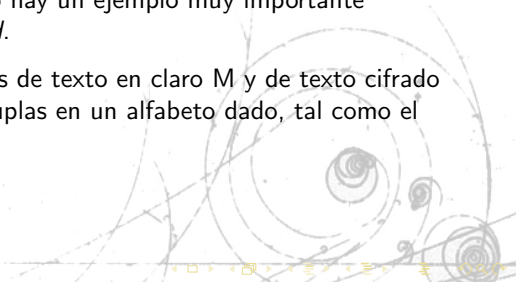 hay un ejemplo muy importante
.
s de texto en claro M y de texto cifrado
uplas en un alfabeto dado, tal como el